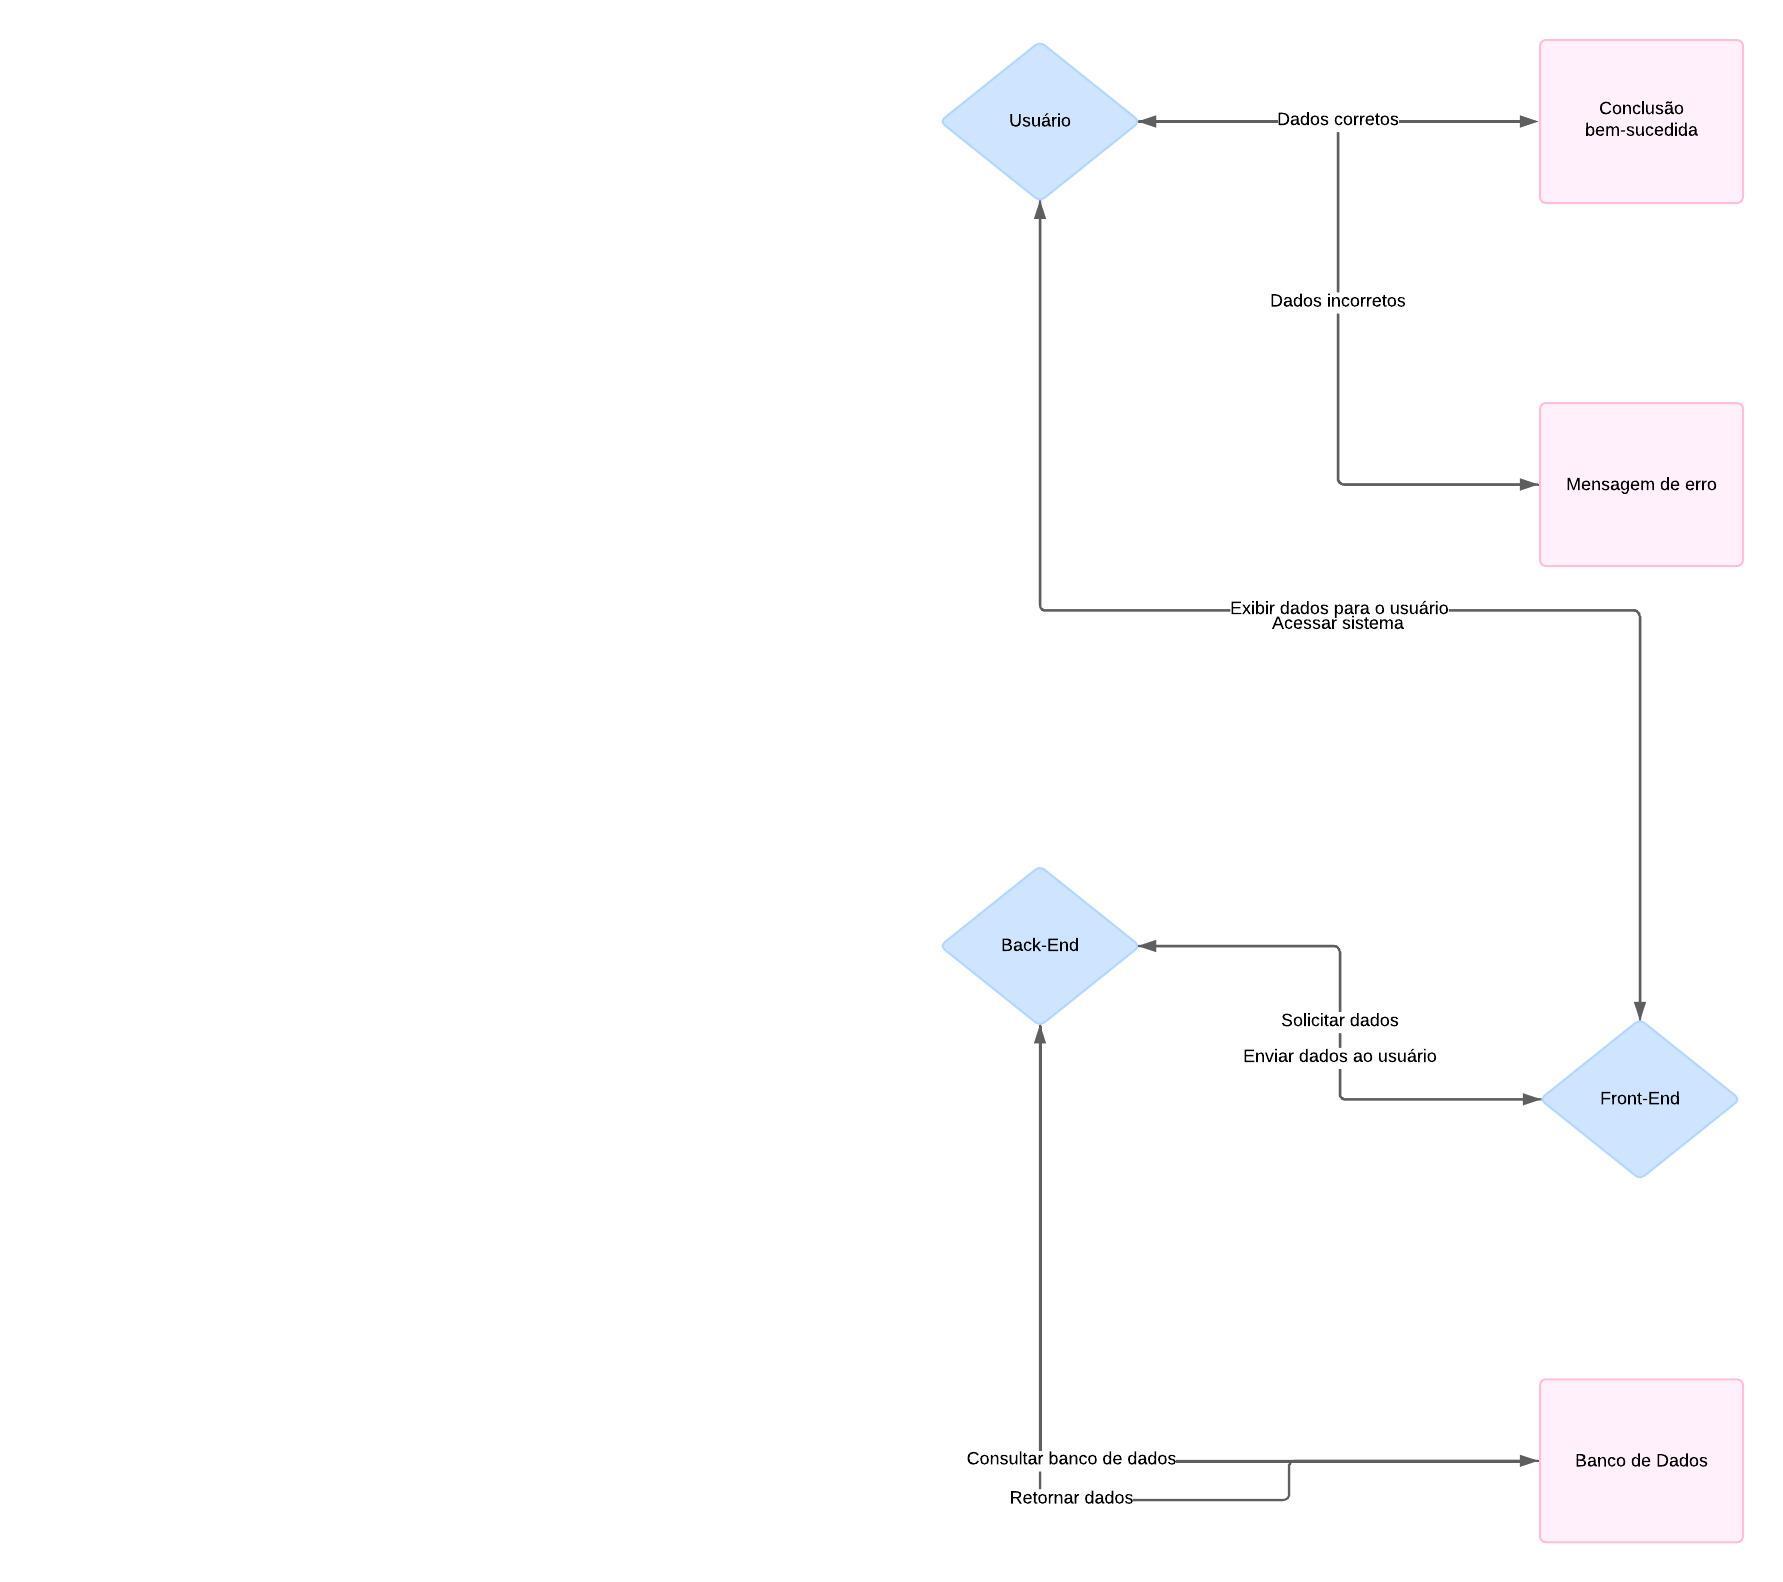 Usuário
Dados corretos
Conclusão
bem-sucedida
Dados incorretos
Mensagem de erro
Exibir dados para o usuário
Acessar sistema
Back-End
Solicitar dados
Enviar dados ao usuário
Front-End
Consultar banco de dados
Banco de Dados
Retornar dados